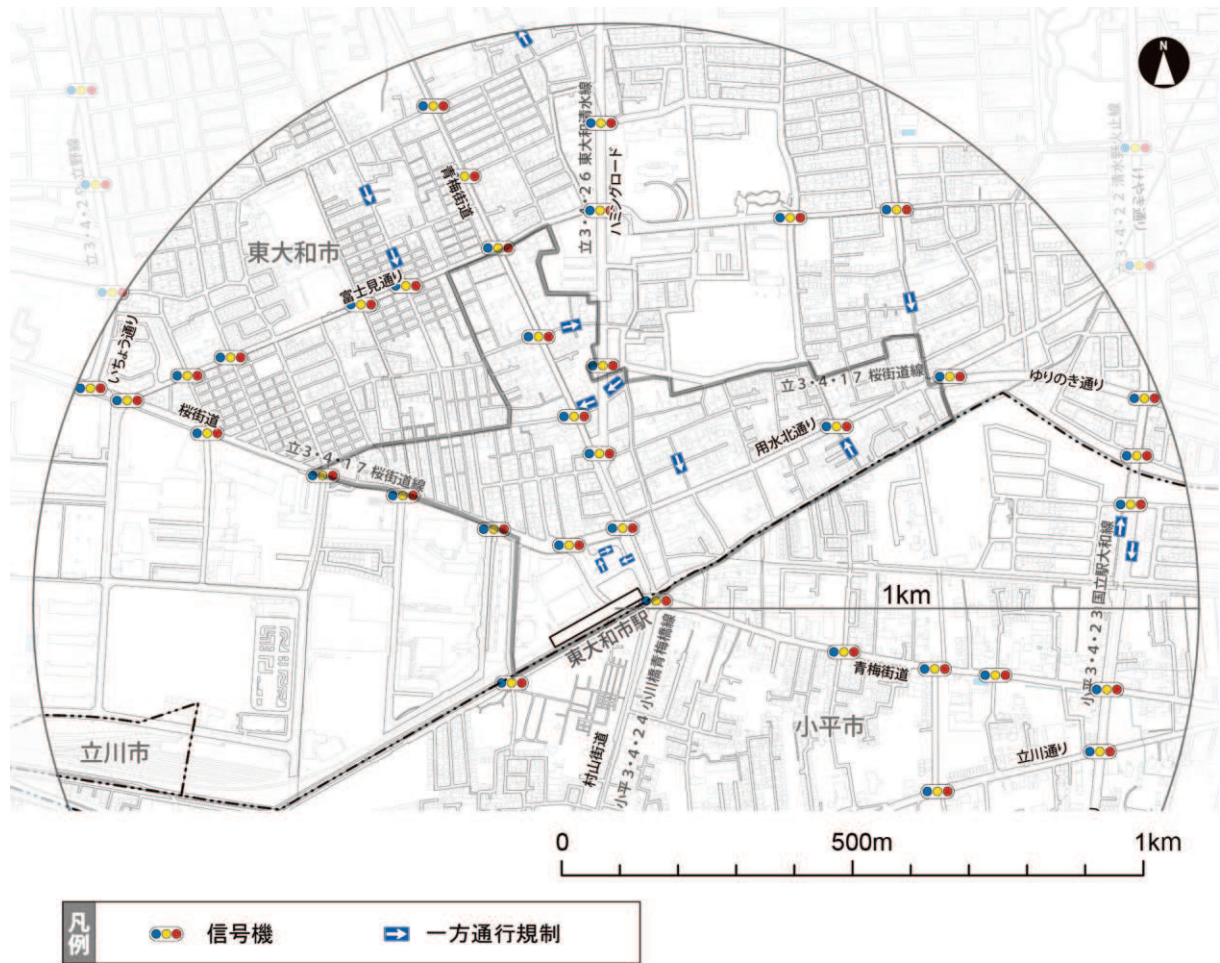 N
立3・4・26 東大和清水線
ハミングロード
青梅街道
東大和市
富士見通り
いちょう通り
桜街道
立3・4・17 桜街道線
立3・4・17 桜街道線
ゆりのき通り
用水北通り
1km
東大和市駅
小平3・4・23 国立駅大和線
青梅街道
小平3・4・24 小川橋青梅橋線
村山街道
小平市
立川通り
立川市
0
500m
1km
凡例
信号機
一方通行規制